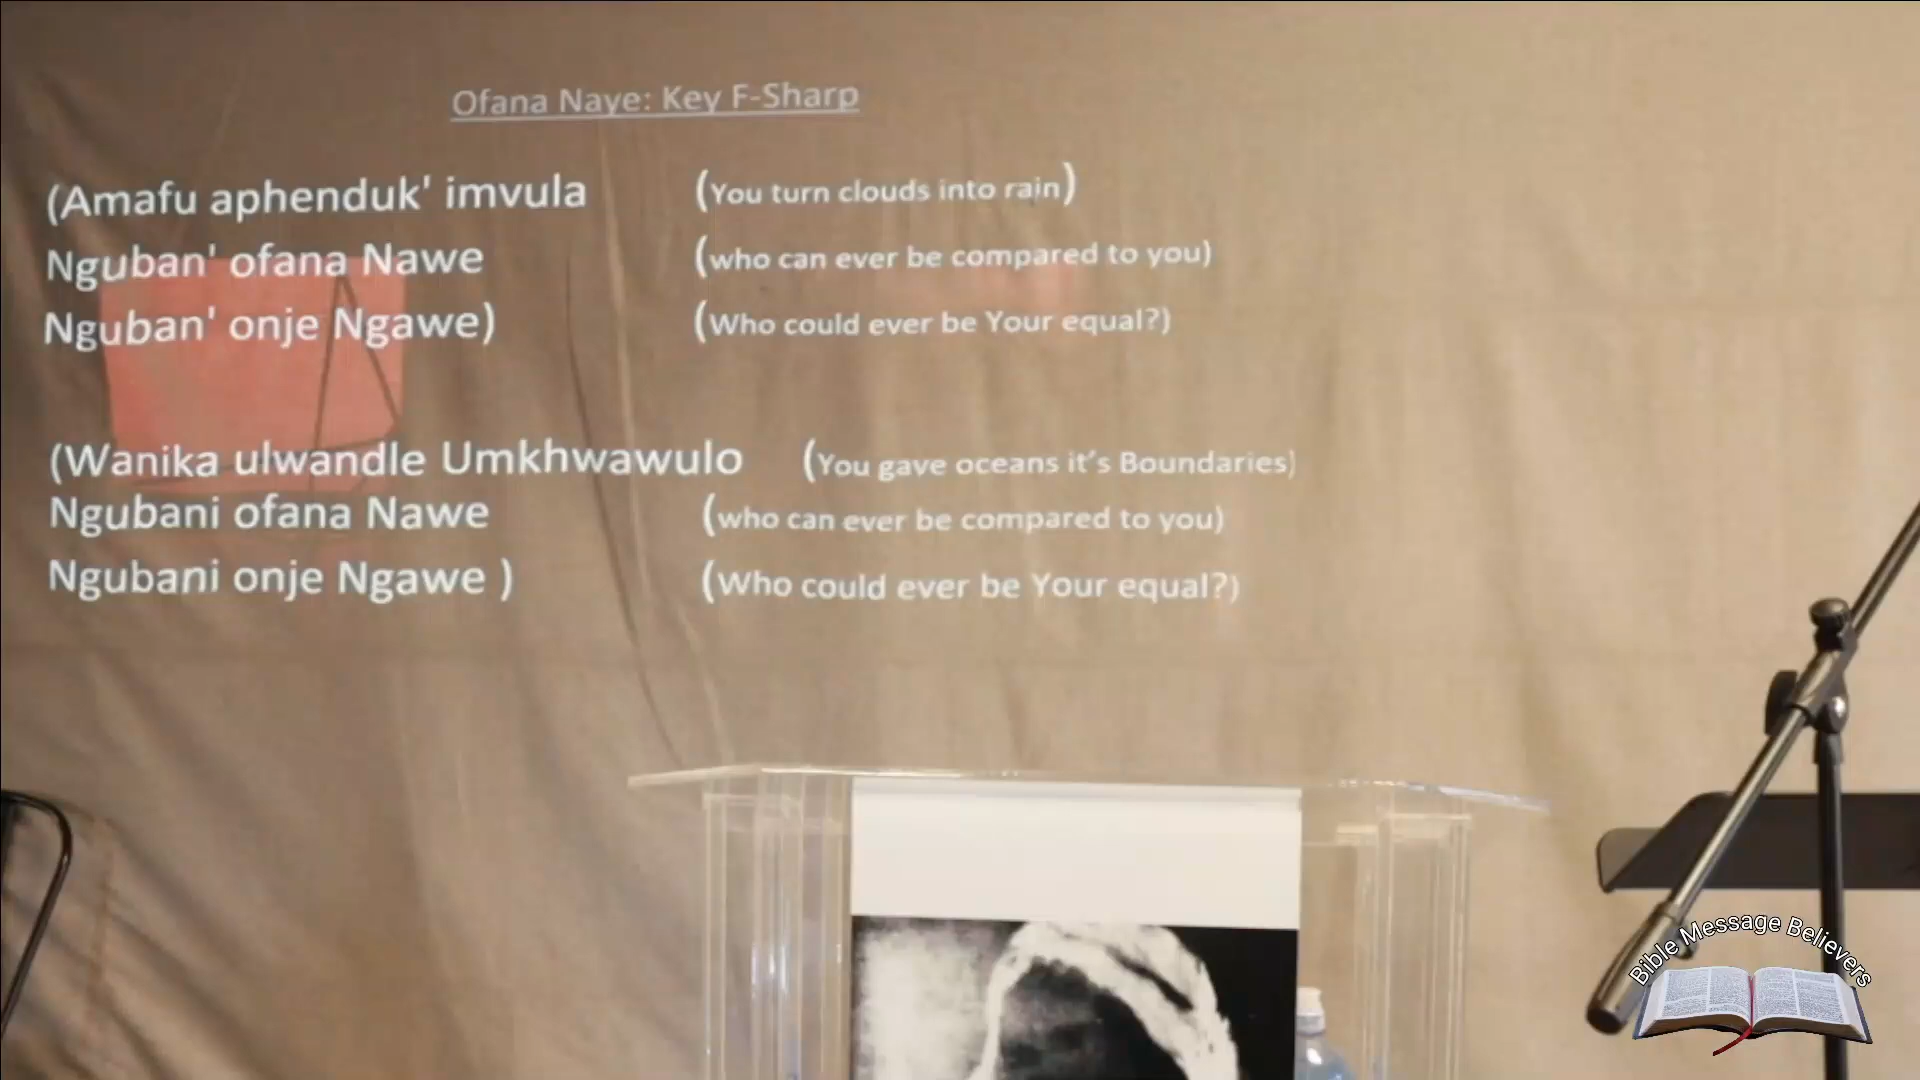 Ofana Naye: Key F-Sharp
(Amafu aphenduk' imvula (You turn clouds into rain)
Nguban' ofana Nawe (who can ever be compared to you)
Nguban' onje Ngawe) (Who could ever be Your equal?)
(Wanika ulwandle Umkhwawulo (You gave oceans it's Boundaries)
Ngubani ofana Nawe (who can ever be compared to you)
Ngubani onje Ngawe ) (Who could ever be Your equal?)
Bible Message Believers